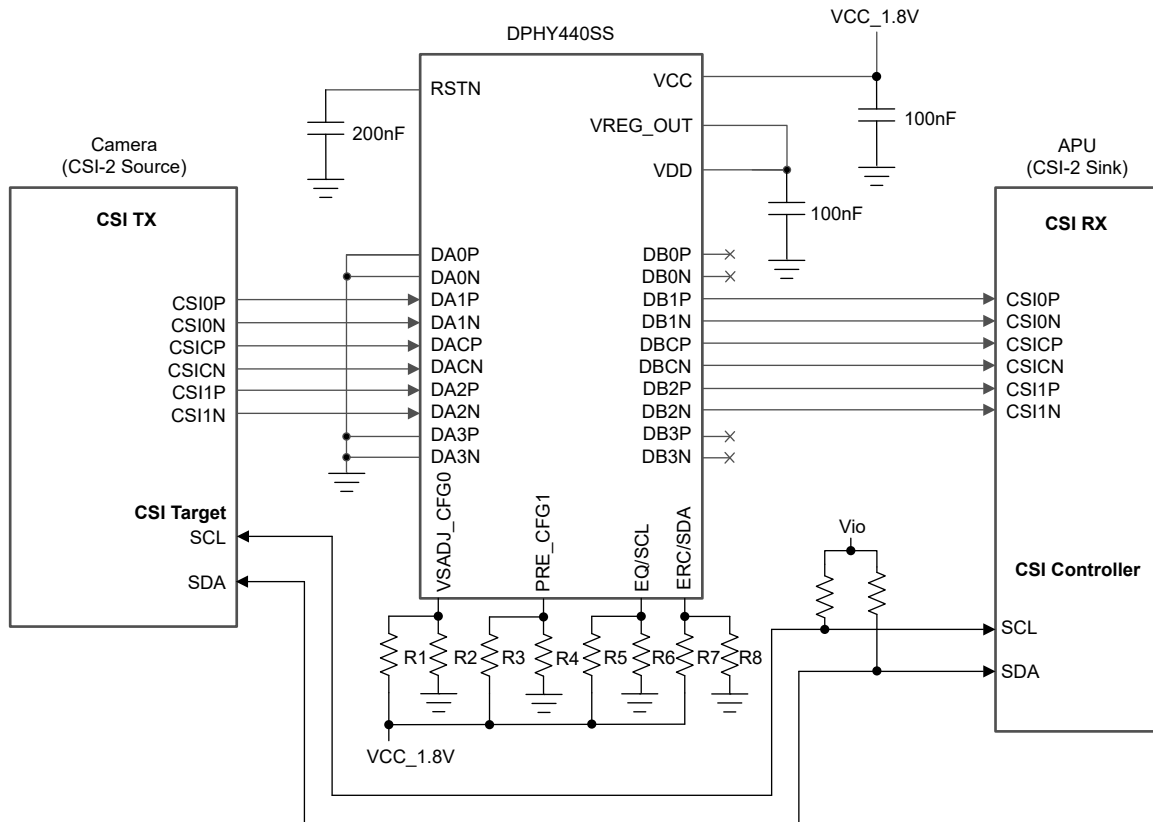 VCC_1.8V
DPHY440SS
RSTN
VCC
200nF
100nF
VREG_OUT
Camera
(CSI-2 Source)
APU
(CSI-2 Sink)
VDD
100nF
CSI TX
CSI RX
DA0P
DA0N
DA1P
DA1N
DACP
DACN
DA2P
DA2N
DA3P
DA3N
DB0P
DB0N
DB1P
DB1N
DBCP
DBCN
DB2P
DB2N
DB3P
DB3N
CSI0P
CSI0N
CSICP
CSICN
CSI1P
CSI1N
CSI0P
CSI0N
CSICP
CSICN
CSI1P
CSI1N
VSADJ_CFG0
PRE_CFG1
EQ/SCL
ERC/SDA
CSI Target
SCL
SDA
Vio
CSI Controller
SCL
SDA
R1
R2
R3
R4
R5
R6
R7
R8
VCC_1.8V